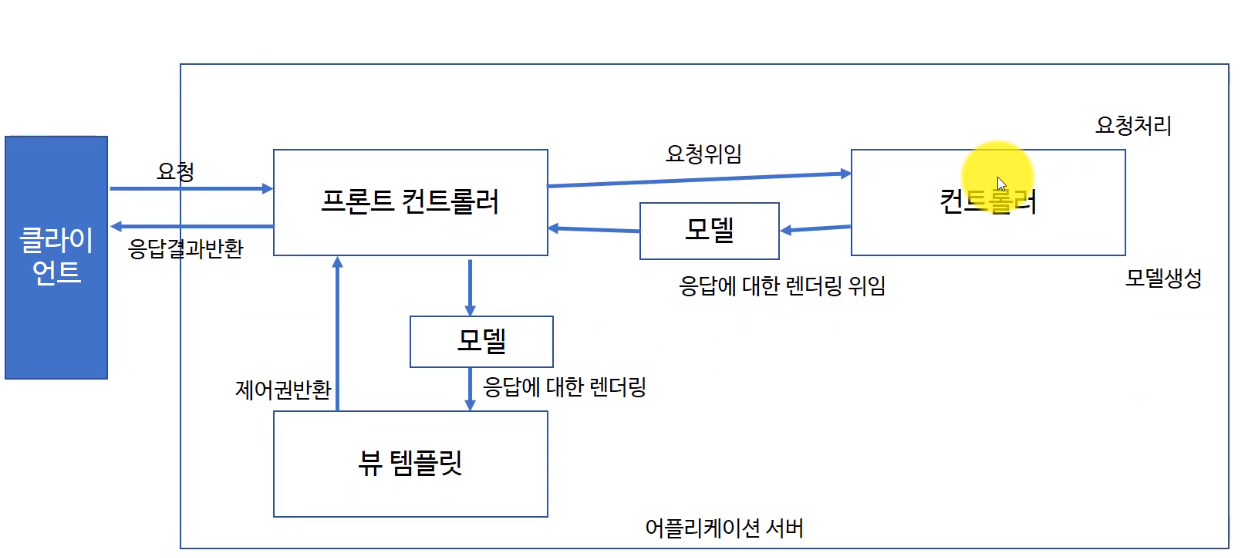 요청처리
요청
요청위임
프론트 컨트롤러
컨트롤러
모델
클라이
언트
응답결과반환
응답에 대한 렌더링 위임
모델생성
모델
제어권반환
응답에 대한 렌더링
뷰 템플릿
어플리케이션 서버